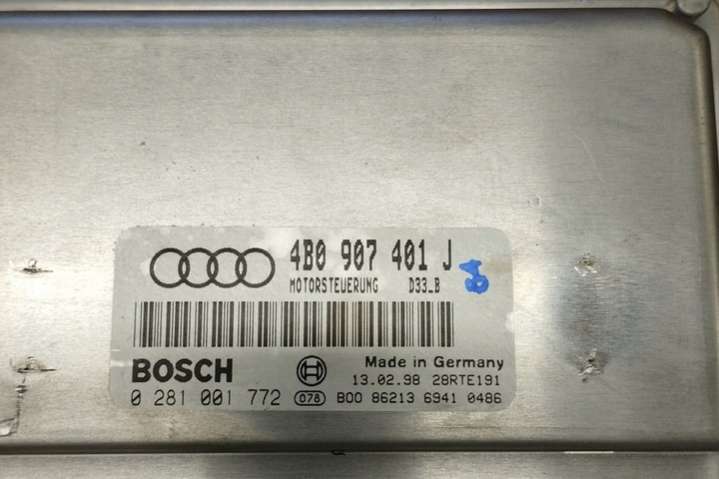 4B0 907 401 J
MOTORSTEUERUNG D33_B
BOSCH
Made in Germany
13.02.98 28RTE191
0 281 001 772 078 B00 86213 6941 0486